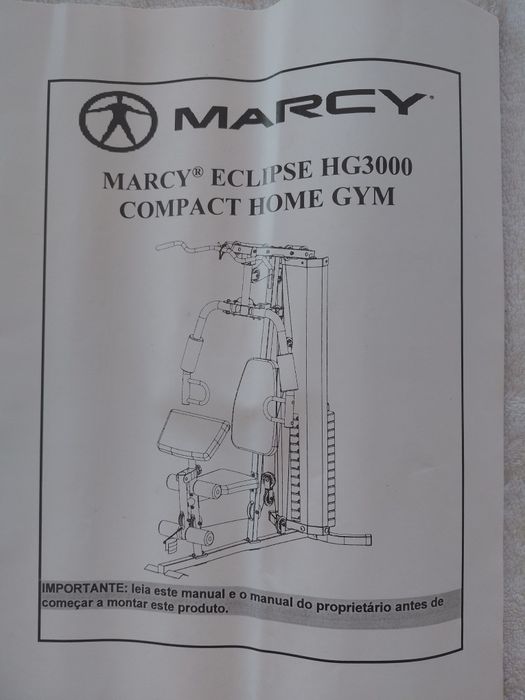 MARCY®
MARCY® ECLIPSE HG3000
COMPACT HOME GYM
IMPORTANTE: leia este manual e o manual do proprietário antes de
começar a montar este produto.